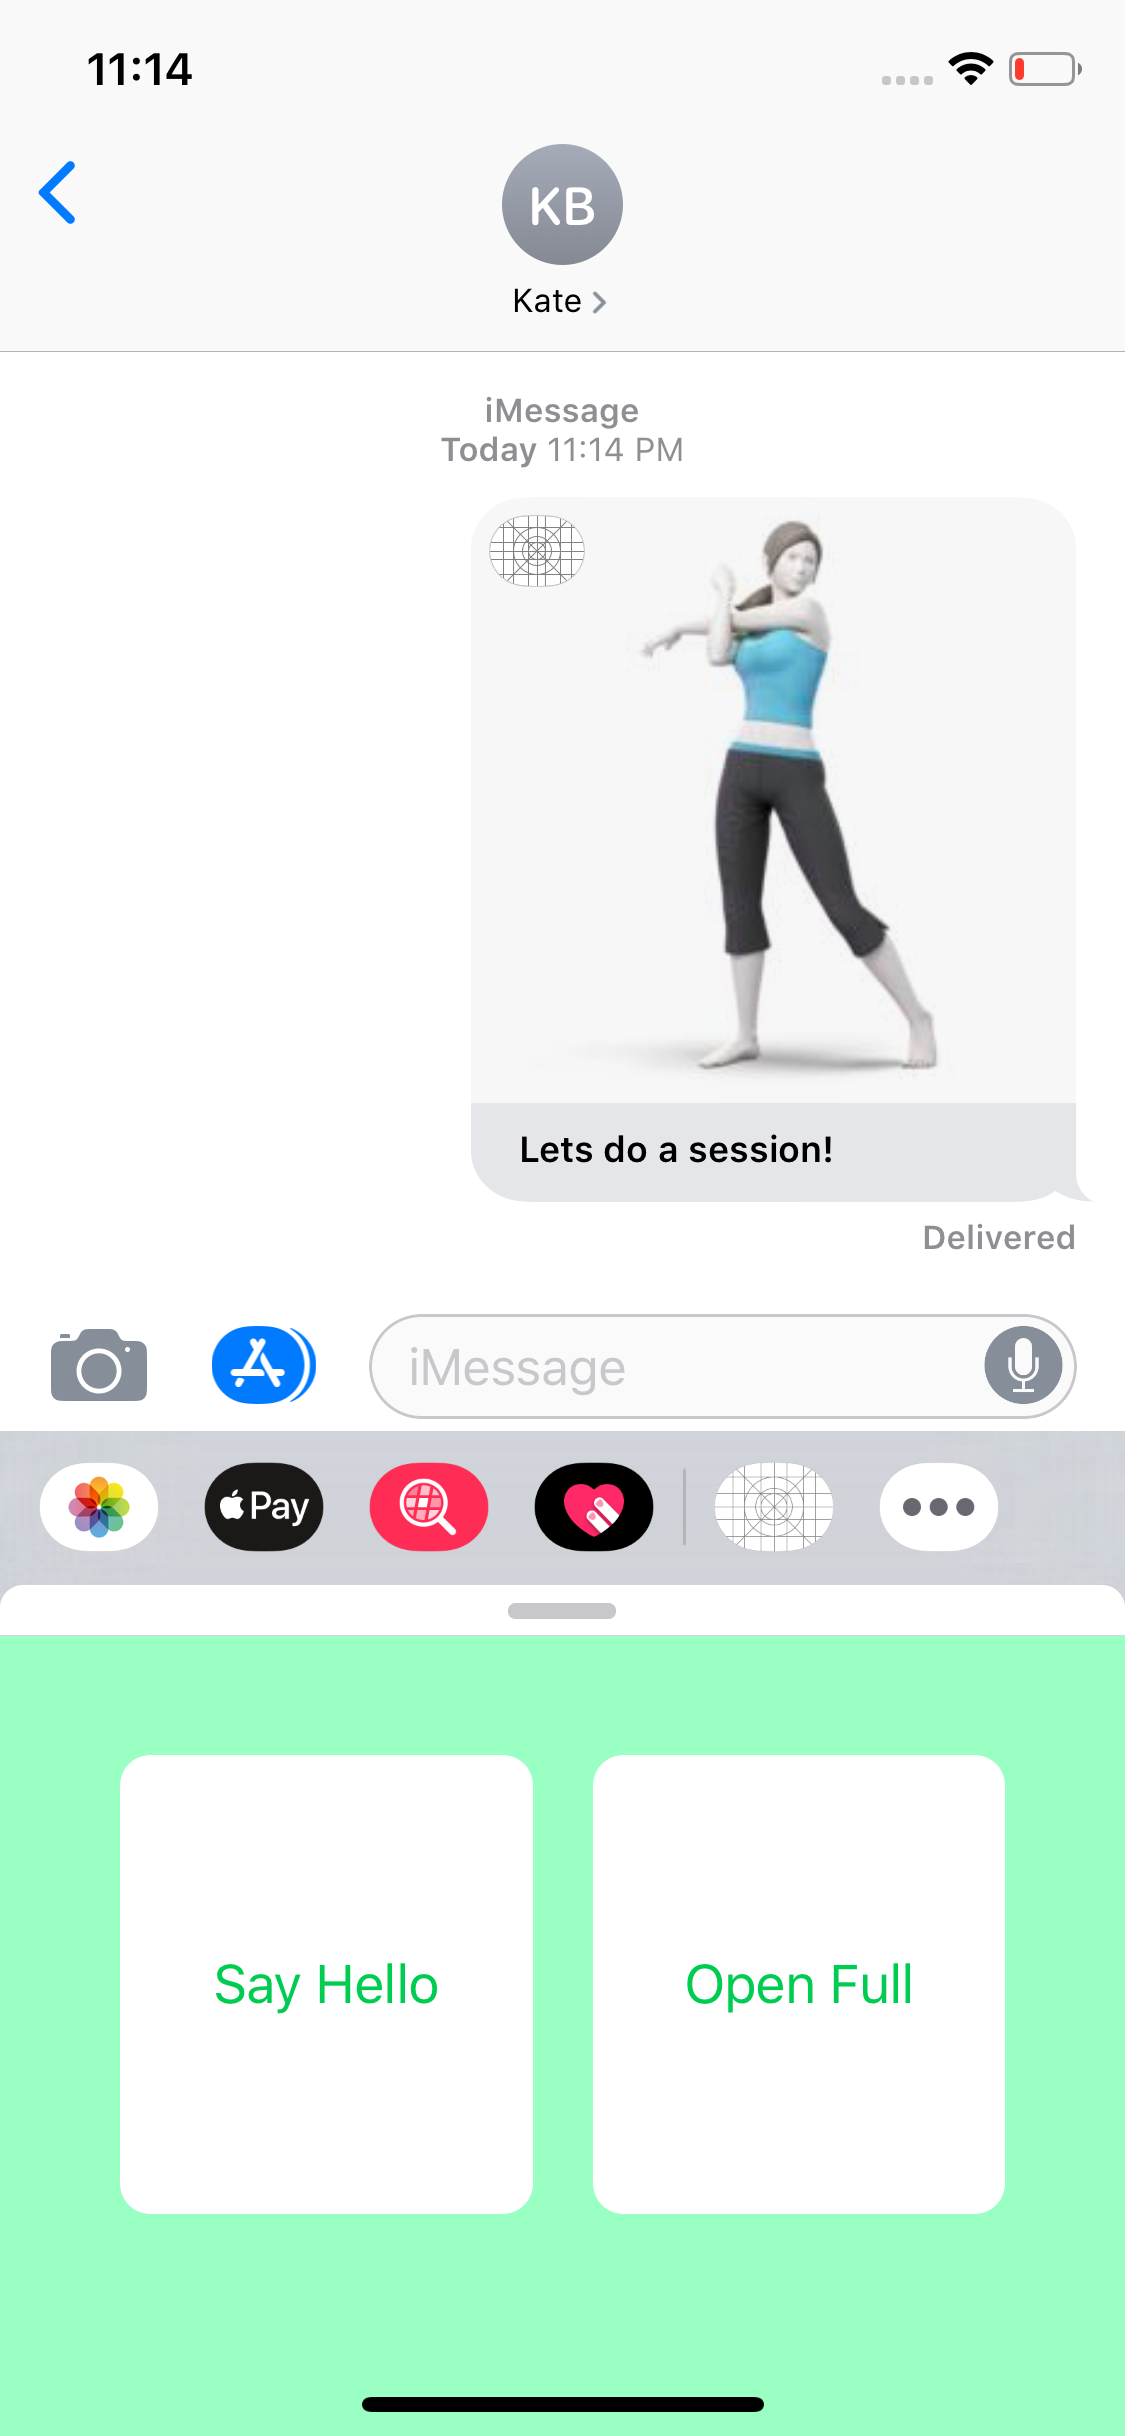 11:14
KB
Kate
iMessage
Today 11:14 PM
Lets do a session!
Delivered
iMessage
Pay
Say Hello
Open Full